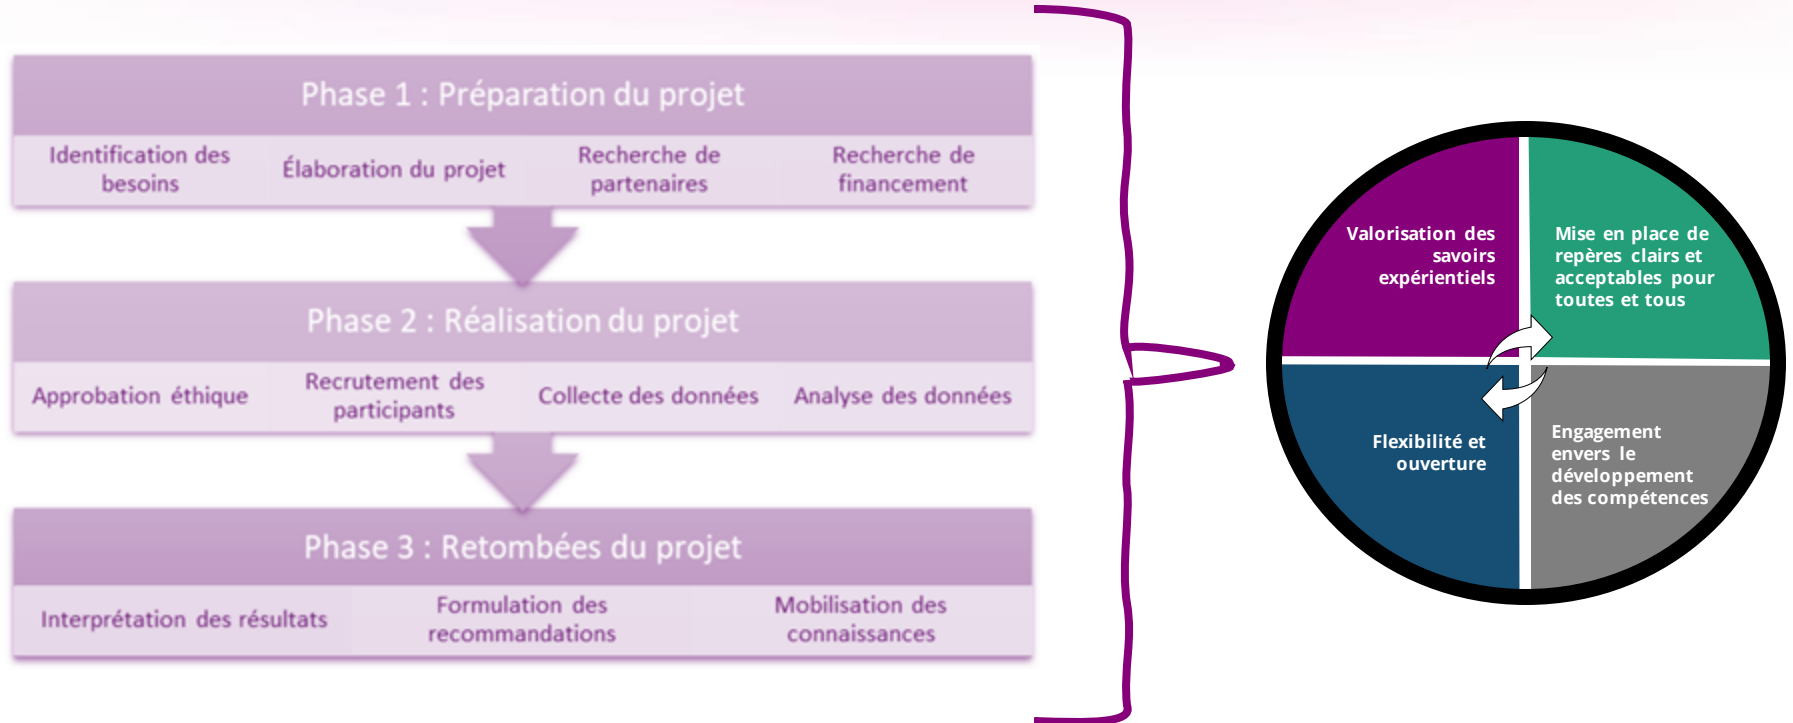 Phase 1 : Préparation du projet
Identification des
besoins
Élaboration du projet
Recherche de
partenaires
Recherche de
financement
Phase 2 : Réalisation du projet
Approbation éthique
Recrutement des
participants
Collecte des données
Analyse des données
Phase 3 : Retombées du projet
Interprétation des résultats
Formulation des
recommandations
Mobilisation des
connaissances
Valorisation des
savoirs
expérientiels
Mise en place de
repères clairs et
acceptables pour
toutes et tous
Flexibilité et
ouverture
Engagement
envers le
développement
des compétences